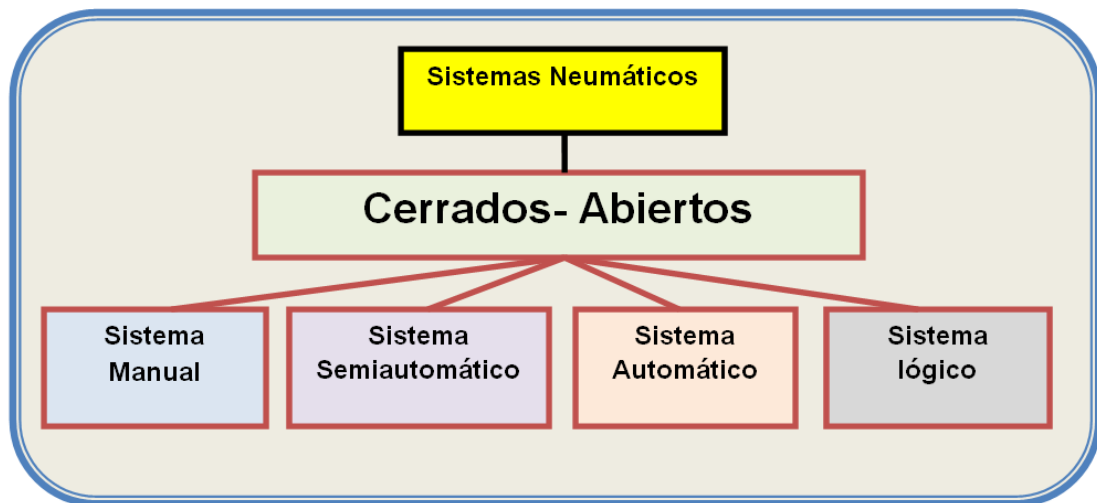 Sistemas Neumáticos
Cerrados- Abiertos
Sistema
Manual
Sistema
Semiautomático
Sistema
Automático
Sistema
lógico